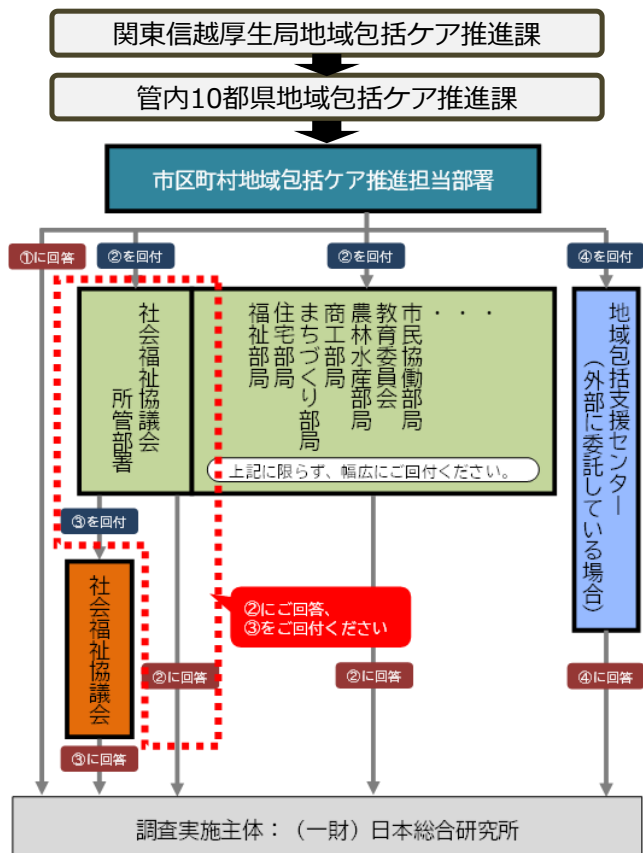 関東信越厚生局地域包括ケア推進課
管内10都県地域包括ケア推進課
市区町村地域包括ケア推進担当部署
①に回答
②を回付
②を回付
④を回付
社会福祉協議会
所管部署
・・・
市民協働部局
教育委員会
農林水産部局
商工部局
まちづくり部局
住宅部局
福祉部局
上記に限らず、幅広にご回付ください。
地域包括支援センター
（外部に委託している場合）
③を回付
社会福祉協議会
②にご回答、
③をご回付ください
②に回答
②に回答
④に回答
③に回答
調査実施主体：（一財）日本総合研究所